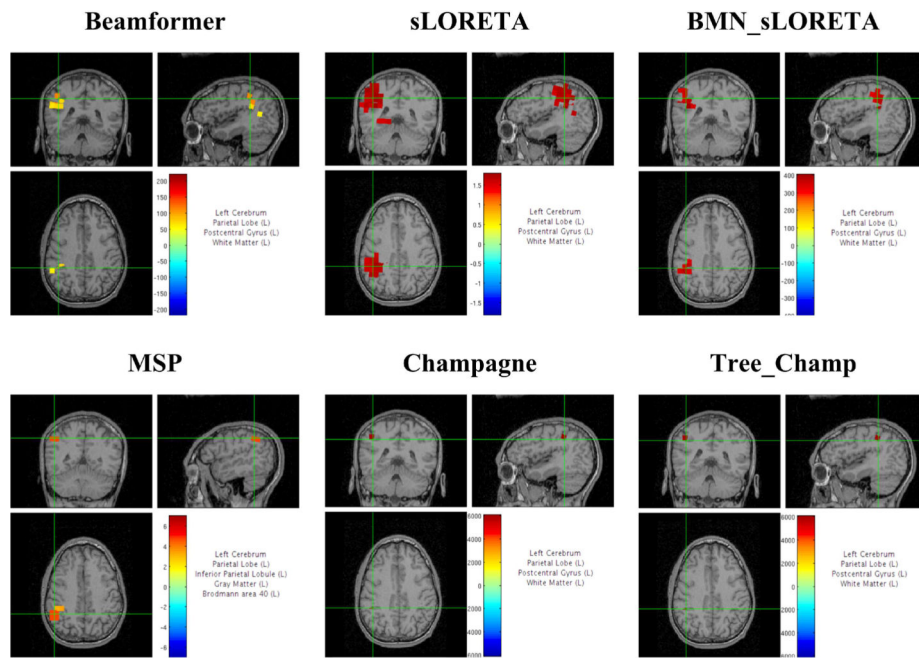 Beamformer
sLORETA
BMN_sLORETA
200
150
100
50
0
-50
-100
-150
-200
Left Cerebrum
Parietal Lobe (L)
Postcentral Gyrus (L)
White Matter (L)
1.5
1
0.5
0
-0.5
-1
-1.5
Left Cerebrum
Parietal Lobe (L)
Postcentral Gyrus (L)
White Matter (L)
400
300
200
100
0
-100
-200
-300
-400
Left Cerebrum
Parietal Lobe (L)
Postcentral Gyrus (L)
White Matter (L)
MSP
Champagne
Tree_Champ
6
4
2
0
-2
-4
-6
Left Cerebrum
Parietal Lobe (L)
Inferior Parietal Lobule (L)
Gray Matter (L)
Brodmann area 40 (L)
6000
4000
2000
0
2000
4000
6000
Left Cerebrum
Parietal Lobe (L)
Postcentral Gyrus (L)
White Matter (L)
6000
4000
2000
0
2000
4000
6000
Left Cerebrum
Parietal Lobe (L)
Postcentral Gyrus (L)
White Matter (L)